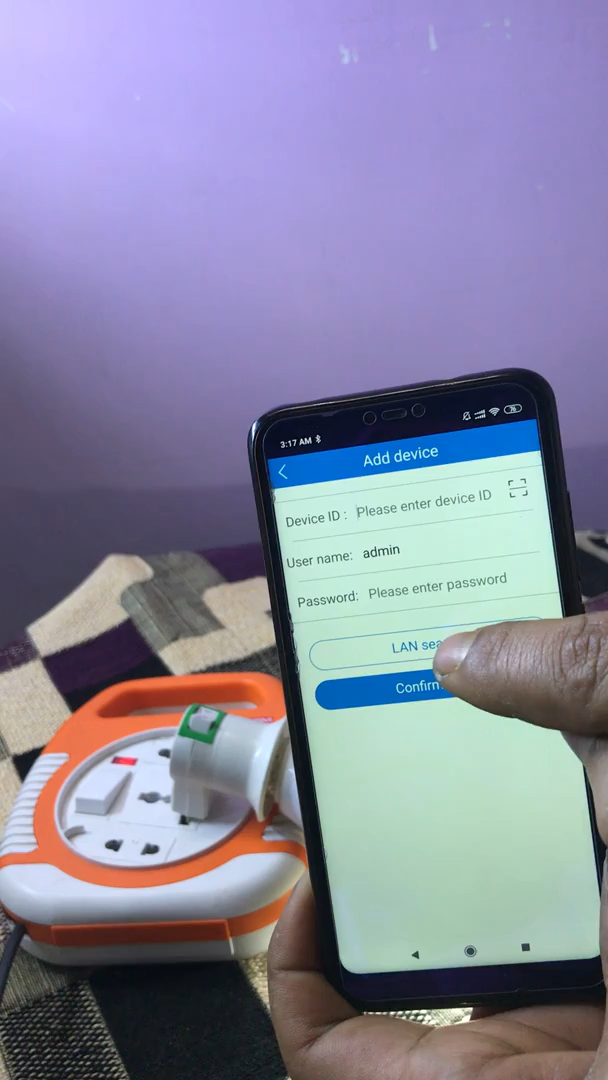 3:17 AM
76
Add device
Device ID : Please enter device ID
User name: admin
Password: Please enter password
LAN sea
Confirm